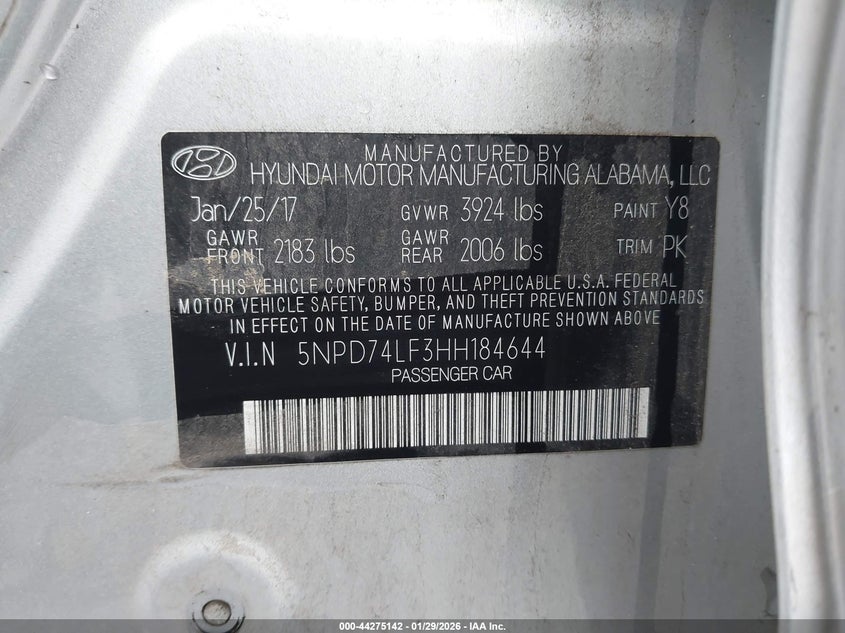 MANUFACTURED BY
HYUNDAI MOTOR MANUFACTURING ALABAMA, LLC
Jan/25/17 GVWR 3924 lbs PAINT Y8
GAWR FRONT 2183 lbs GAWR REAR 2006 lbs TRIM PK
THIS VEHICLE CONFORMS TO ALL APPLICABLE U.S.A. FEDERAL
MOTOR VEHICLE SAFETY, BUMPER, AND THEFT PREVENTION STANDARDS
IN EFFECT ON THE DATE OF MANUFACTURE SHOWN ABOVE
V.I.N 5NPD74LF3HH184644
PASSENGER CAR
000-44275142 - 01/29/2026 - IAA Inc.